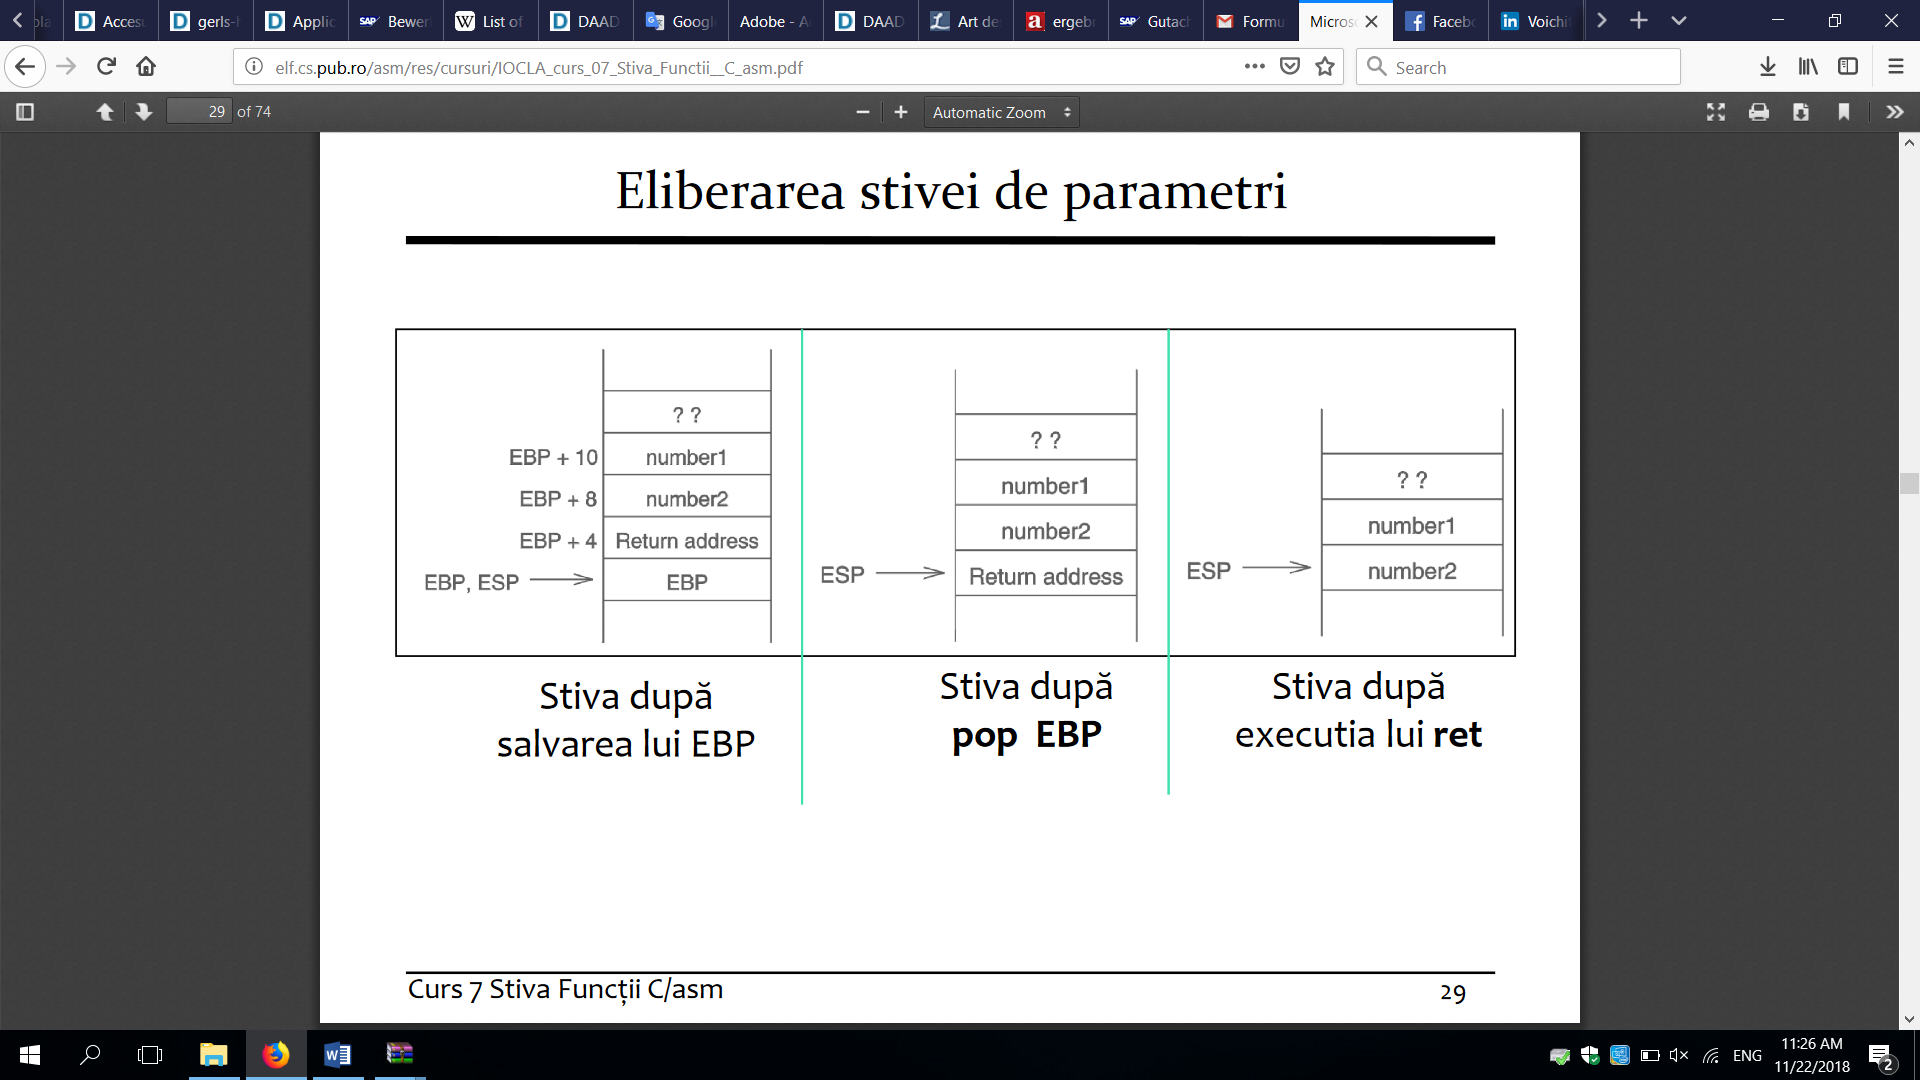 Acces
gerls-h
Applic
Bewer
List of
DAAD
Googl
Adobe - A
DAAD
Art de
ergeb
Gutach
Formu
Micros
Faceb
Voichi
elf.cs.pub.ro/asm/res/cursuri/IOCLA_curs_07_Stiva_Functii__C_asm.pdf
Search
29 of 74
Automatic Zoom
Eliberarea stivei de parametri
? ?
EBP + 10 number1
EBP + 8 number2
EBP + 4 Return address
EBP, ESP EBP
? ?
number1
number2
ESP Return address
? ?
number1
ESP number2
Stiva după
salvarea lui EBP
Stiva după
pop EBP
Stiva după
executia lui ret
Curs 7 Stiva Funcții C/asm
29
ENG
11:26 AM
11/22/2018
2